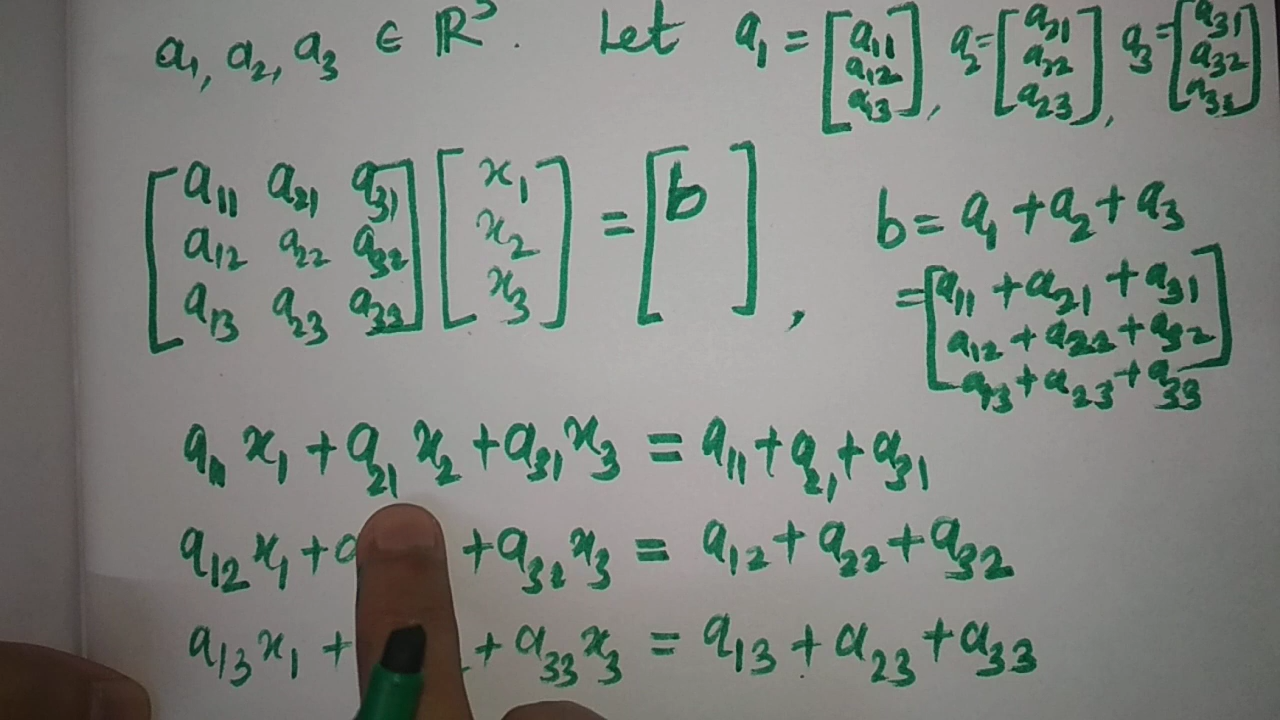 a₁, a₂, a₃ ∈ ℝ³. Let a₁ = [a₁₁ a₁₂ a₁₃], a₂ = [a₂₁ a₂₂ a₂₃], a₃ = [a₃₁ a₃₂ a₃₃]
[a₁₁ a₂₁ a₃₁ [x₁ = [b] ,
a₁₂ a₂₂ a₃₂ x₂
a₁₃ a₂₃ a₃₃] x₃]
b = a₁ + a₂ + a₃
= [a₁₁ + a₂₁ + a₃₁
a₁₂ + a₂₂ + a₃₂
a₁₃ + a₂₃ + a₃₃]
a₁₁ x₁ + a₂₁ x₂ + a₃₁ x₃ = a₁₁ + a₂₁ + a₃₁
a₁₂ x₁ + a + a₃₂ x₃ = a₁₂ + a₂₂ + a₃₂
a₁₃ x₁ + + a₃₃ x₃ = a₁₃ + a₂₃ + a₃₃